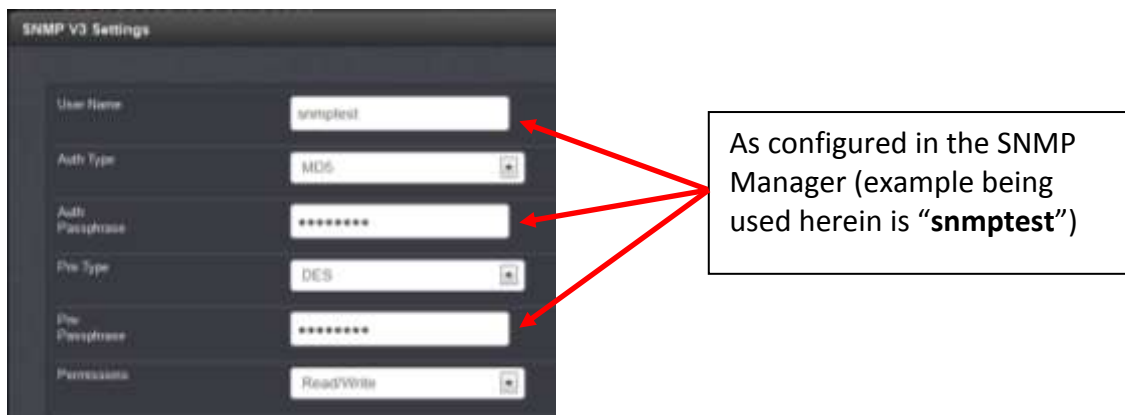 SNMP V3 Settings
User Name
snmptest
Auth Type
MD5
Auth
Passphrase
********
Priv Type
DES
Priv
Passphrase
********
Permissions
Read/Write
As configured in the SNMP
Manager (example being
used herein is “snmptest”)